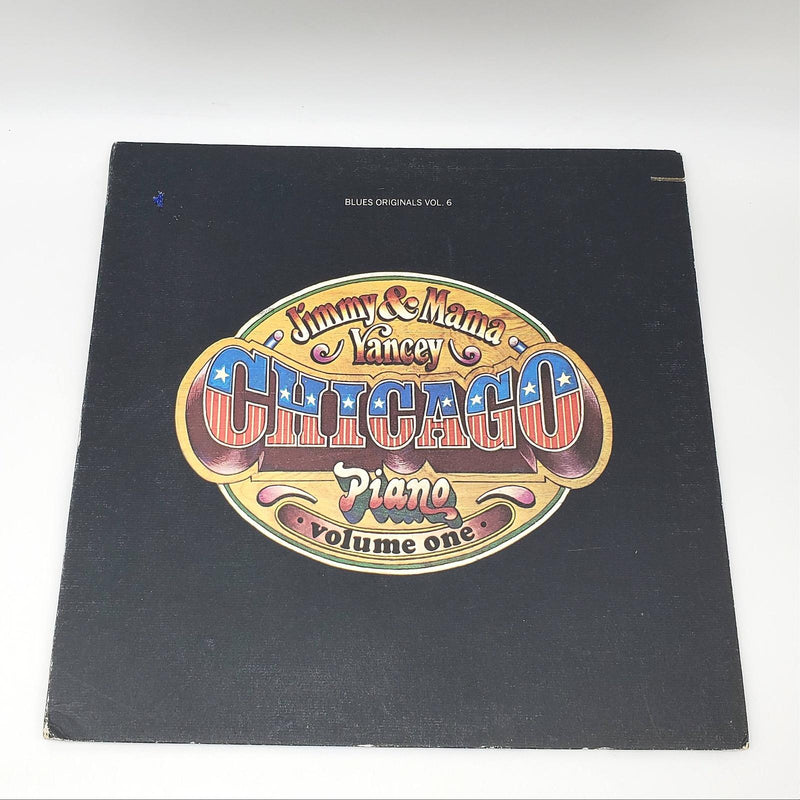 BLUES ORIGINALS VOL. 6
Jimmy & Mama
Yancey
CHICAGO
Piano
• volume one •